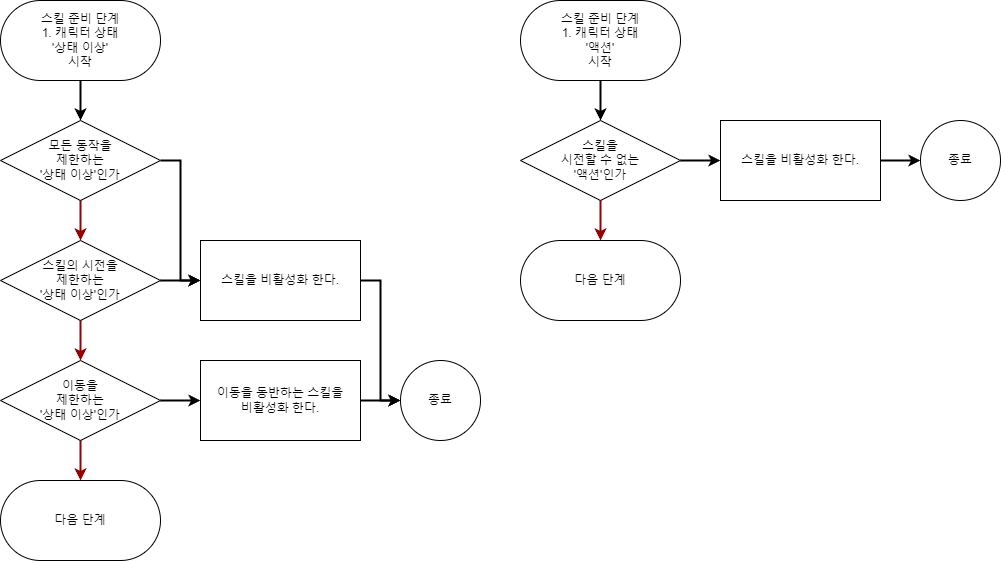 스킬 준비 단계
1. 캐릭터 상태
'상태 이상'
시작
모든 동작을
제한하는
'상태 이상'인가
스킬의 시전을
제한하는
'상태 이상'인가
스킬을 비활성화 한다.
이동을
제한하는
'상태 이상'인가
이동을 동반하는 스킬을
비활성화 한다.
종료
다음 단계
스킬 준비 단계
1. 캐릭터 상태
'액션'
시작
스킬을
시전할 수 없는
'액션'인가
스킬을 비활성화 한다.
종료
다음 단계